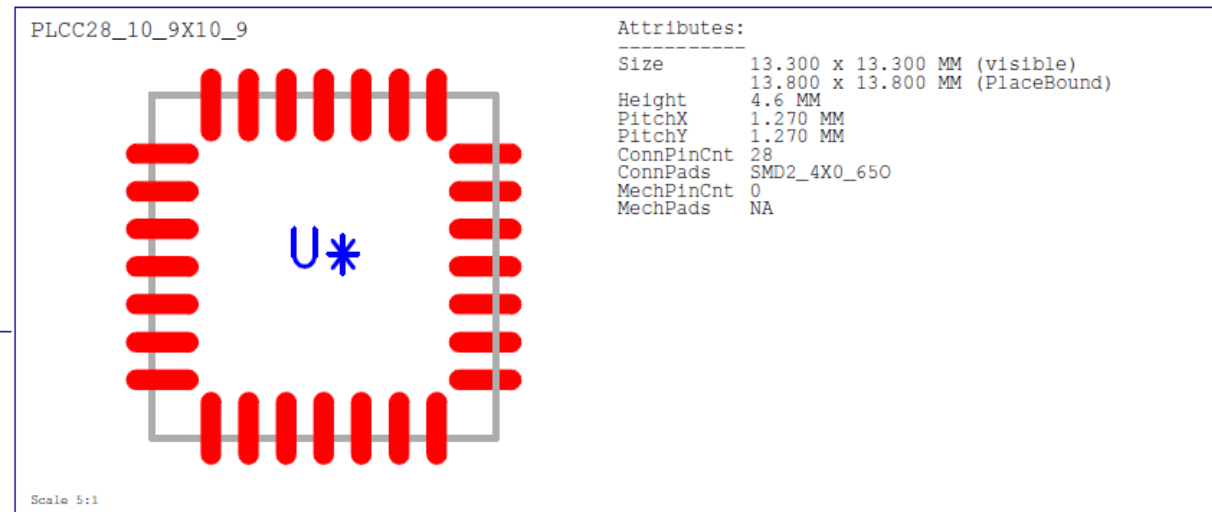 PLCC28_10_9X10_9
U*
Scale 5:1
Attributes:
-----------
Size 13.300 x 13.300 MM (visible)
13.800 x 13.800 MM (PlaceBound)
Height 4.6 MM
PitchX 1.270 MM
PitchY 1.270 MM
ConnPinCnt 28
ConnPads SMD2_4X0_65O
MechPinCnt 0
MechPads NA